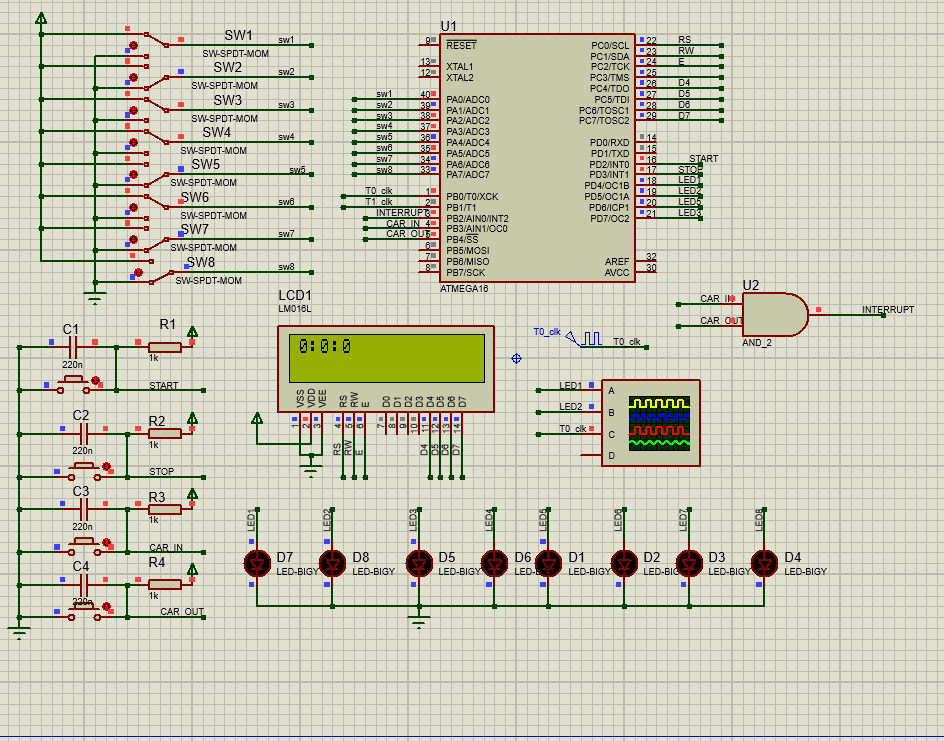 SW1
sw1
SW-SPDT-MOM
SW2
sw2
SW-SPDT-MOM
SW3
sw3
SW-SPDT-MOM
SW4
sw4
SW-SPDT-MOM
SW5
sw5
SW-SPDT-MOM
SW6
sw6
SW-SPDT-MOM
SW7
sw7
SW-SPDT-MOM
SW8
sw8
SW-SPDT-MOM
U1
9 RESET
13 XTAL1
12 XTAL2
sw1 40 PA0/ADC0
sw2 39 PA1/ADC1
sw3 38 PA2/ADC2
sw4 37 PA3/ADC3
sw5 36 PA4/ADC4
sw6 35 PA5/ADC5
sw7 34 PA6/ADC6
sw8 33 PA7/ADC7
T0_clk 1 PB0/T0/XCK
T1_clk 2 PB1/T1
INTERRUPT 3 PB2/AIN0/INT2
CAR_IN 4 PB3/AIN1/OC0
CAR_OUT 5 PB4/SS
6 PB5/MOSI
7 PB6/MISO
8 PB7/SCK
PC0/SCL 22 RS
PC1/SDA 23 RW
PC2/TCK 24 E
PC3/TMS 25
PC4/TDO 26 D4
PC5/TDI 27 D5
PC6/TOSC1 28 D6
PC7/TOSC2 29 D7
PD0/RXD 14
PD1/TXD 15
PD2/INT0 16 START
PD3/INT1 17 STOP
PD4/OC1B 18 LED1
PD5/OC1A 19 LED2
PD6/ICP1 20
PD7/OC2 21 LED3
AREF 32
AVCC 30
ATMEGA16
U2
CAR_IN
CAR_OUT
INTERRUPT
AND_2
LCD1
LM016L
0:0:0
VSS VDD VEE RS RW E D0 D1 D2 D3 D4 D5 D6 D7
1 2 3 4 5 6 7 8 9 10 11 12 13 14
RS RW E D4 D5 D6 D7
T0_clk
T0_clk
LED1 A
LED2 B
T0_clk C
D
C1
220n
R1
1k
START
C2
220n
R2
1k
STOP
C3
220n
R3
1k
CAR_IN
C4
220n
R4
1k
CAR_OUT
LED1 LED2 LED3 LED4 LED5 LED6 LED7 LED8
D7 D8 D5 D6 D1 D2 D3 D4
LED-BIGY LED-BIGY LED-BIGY LED-B LED-BIGY LED-BIG LED-BIGY LED-BIGY